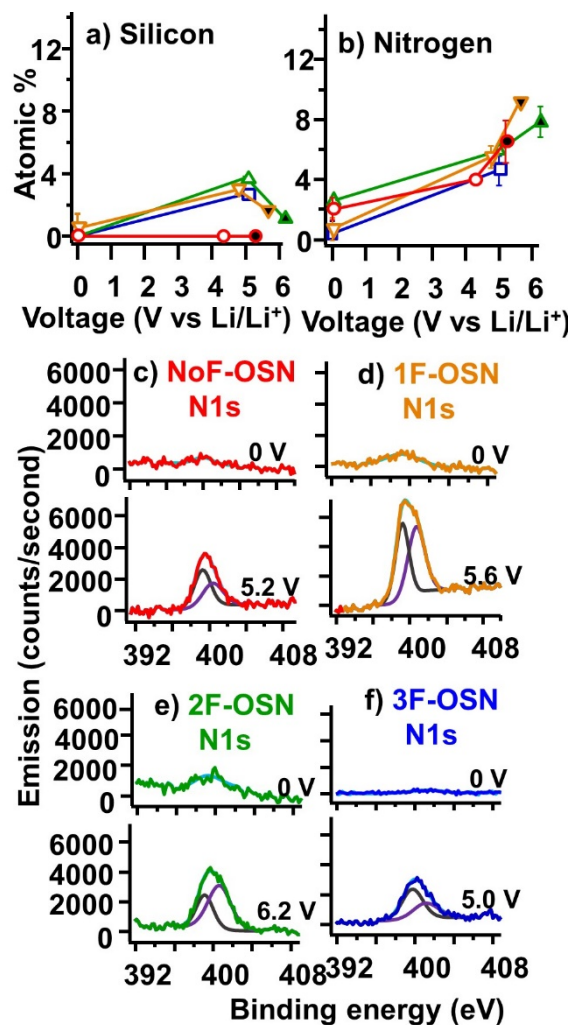 a) Silicon
b) Nitrogen
Atomic %
12
8
4
0
12
8
4
0
0 1 2 3 4 5 6
0 1 2 3 4 5 6
Voltage (V vs Li/Li+)
Voltage (V vs Li/Li+)
Emission (counts/second)
c) NoF-OSN
N1s
6000
4000
2000
0
0 V
d) 1F-OSN
N1s
0 V
6000
4000
2000
0
5.2 V
392 400 408
5.6 V
392 400 408
e) 2F-OSN
N1s
6000
4000
2000
0
0 V
f) 3F-OSN
N1s
0 V
6000
4000
2000
0
6.2 V
392 400 408
5.0 V
392 400 408
Binding energy (eV)